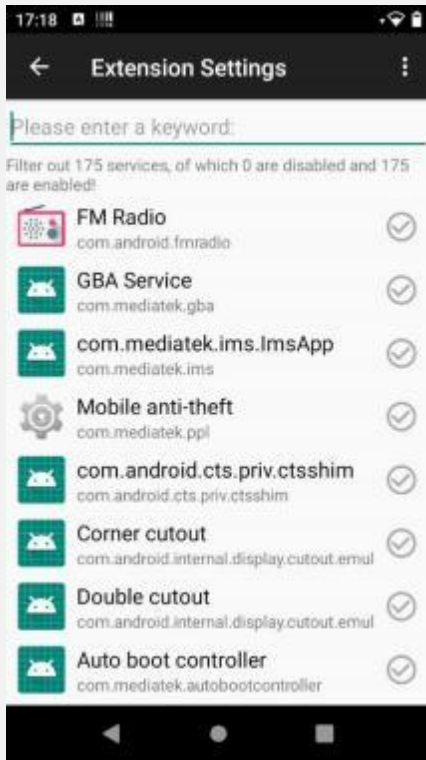 17:18
Extension Settings
Please enter a keyword:
Filter out 175 services, of which 0 are disabled and 175
are enabled!
FM Radio
com.android.fmradio
GBA Service
com.mediatek.gba
com.mediatek.ims.ImsApp
com.mediatek.ims
Mobile anti-theft
com.mediatek.ppl
com.android.cts.priv.ctsshim
com.android.cts.priv.ctsshim
Corner cutout
com.android.internal.display.cutout.emul
Double cutout
com.android.internal.display.cutout.emul
Auto boot controller
com.mediatek.autobootcontroller